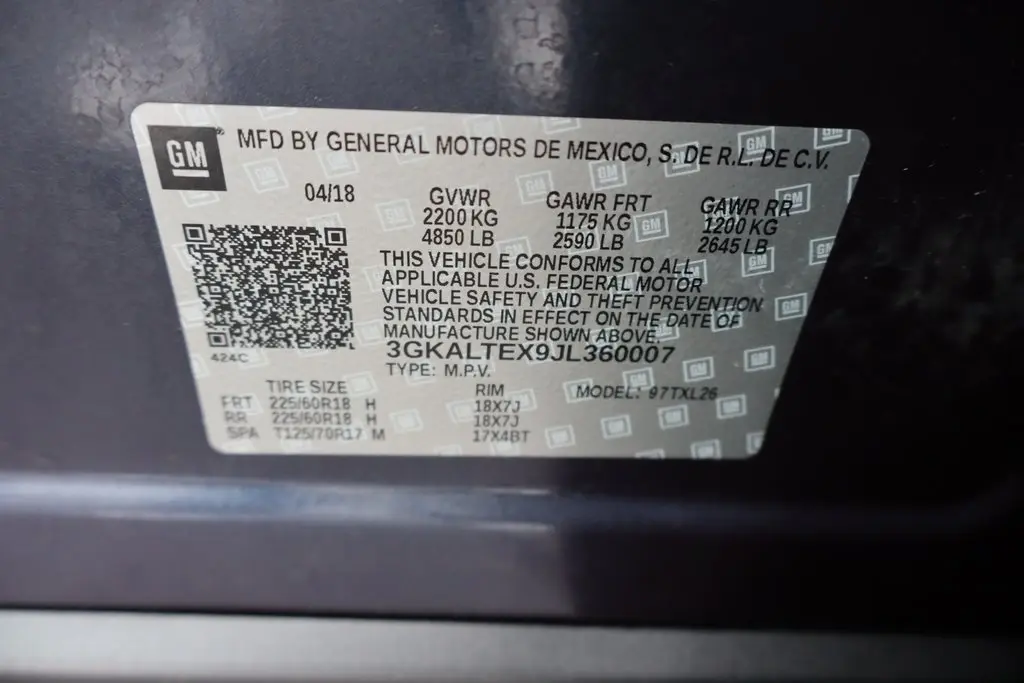 GM MFD BY GENERAL MOTORS DE MEXICO, S. DE R.L. DE C.V.
04/18 GVWR GAWR FRT GAWR RR
2200 KG 1175 KG 1200 KG
4850 LB 2590 LB 2645 LB
THIS VEHICLE CONFORMS TO ALL
APPLICABLE U.S. FEDERAL MOTOR
VEHICLE SAFETY AND THEFT PREVENTION
STANDARDS IN EFFECT ON THE DATE OF
MANUFACTURE SHOWN ABOVE.
424C
3GKALTEX9JL360007
TYPE: M.P.V.
TIRE SIZE RIM MODEL: 97TXL26
FRT 225/60R18 H 18X7J
RR 225/60R18 H 18X7J
SPA T125/70R17 M 17X4BT